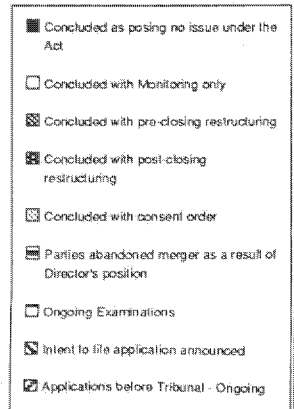 Concluded as posing no issue under the
Act
Concluded with Monitoring only
Concluded with pre-closing restructuring
Concluded with post-closing
restructuring
Concluded with consent order
Parties abandoned merger as a result of
Director's position
Ongoing Examinations
Intent to file application announced
Applications before Tribunal - Ongoing